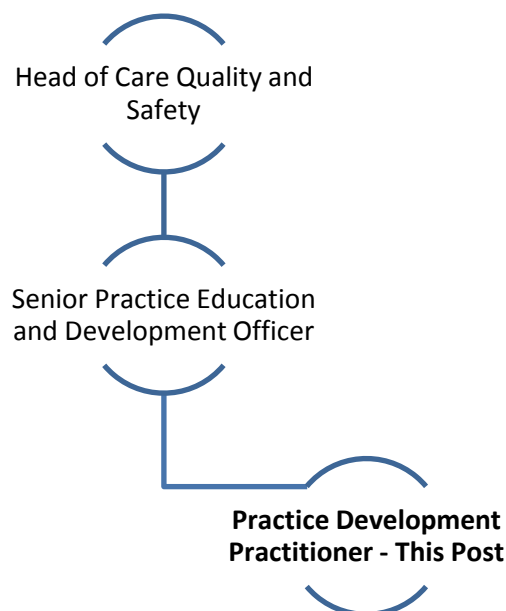 Head of Care Quality and
Safety
Senior Practice Education
and Development Officer
Practice Development
Practitioner - This Post